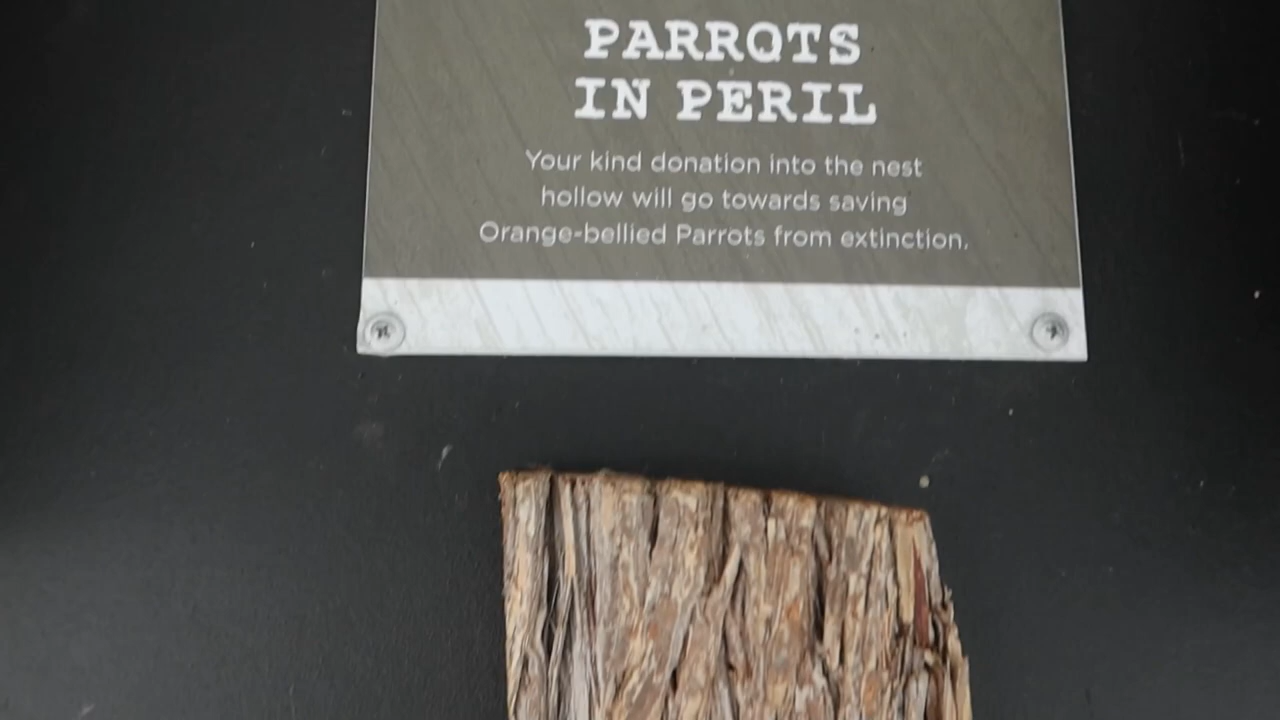 PARROTS
IN PERIL
Your kind donation into the nest
hollow will go towards saving
Orange-bellied Parrots from extinction.